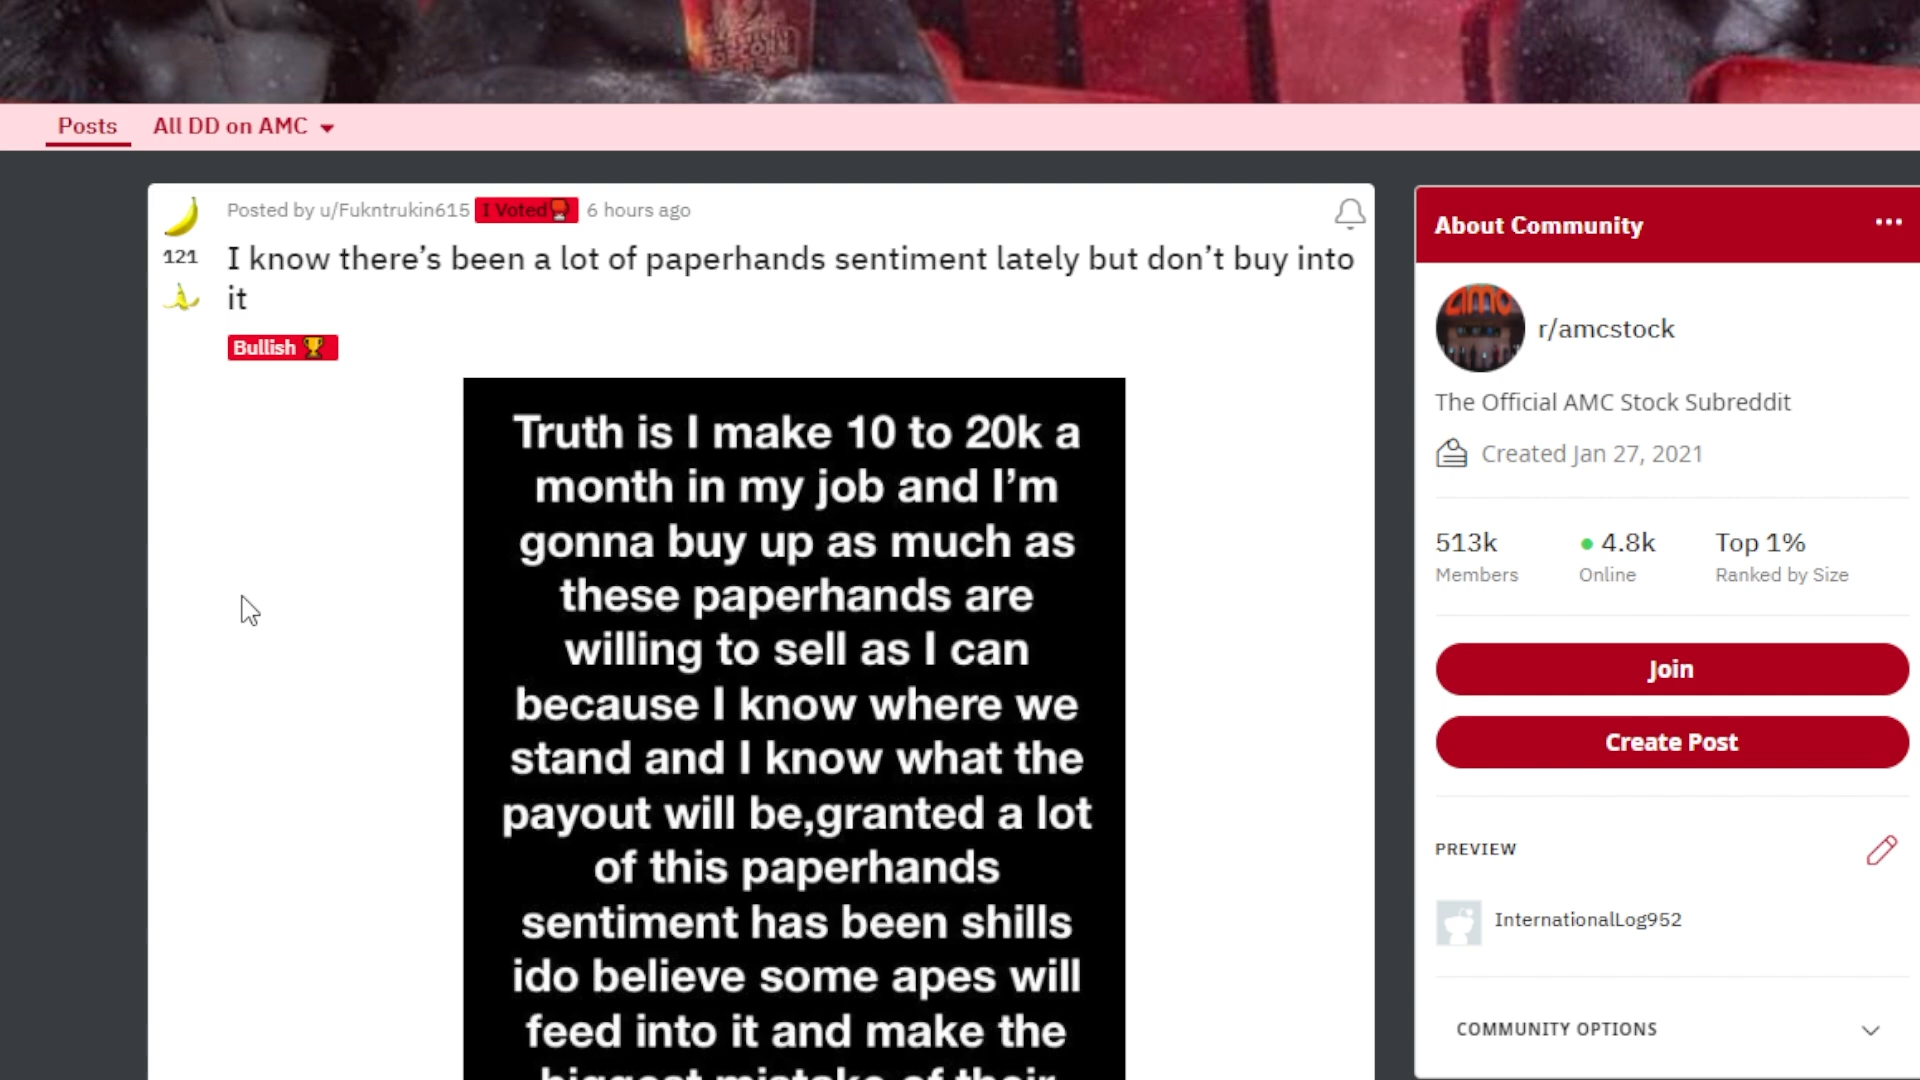 Posts All DD on AMC
Posted by u/Fukntrukin615 I Voted 6 hours ago
121
I know there’s been a lot of paperhands sentiment lately but don’t buy into
it
Bullish
Truth is I make 10 to 20k a
month in my job and I’m
gonna buy up as much as
these paperhands are
willing to sell as I can
because I know where we
stand and I know what the
payout will be,granted a lot
of this paperhands
sentiment has been shills
ido believe some apes will
feed into it and make the
biggest mistake of their
About Community
amc
r/amcstock
The Official AMC Stock Subreddit
Created Jan 27, 2021
513k 4.8k Top 1%
Members Online Ranked by Size
Join
Create Post
PREVIEW
InternationalLog952
COMMUNITY OPTIONS